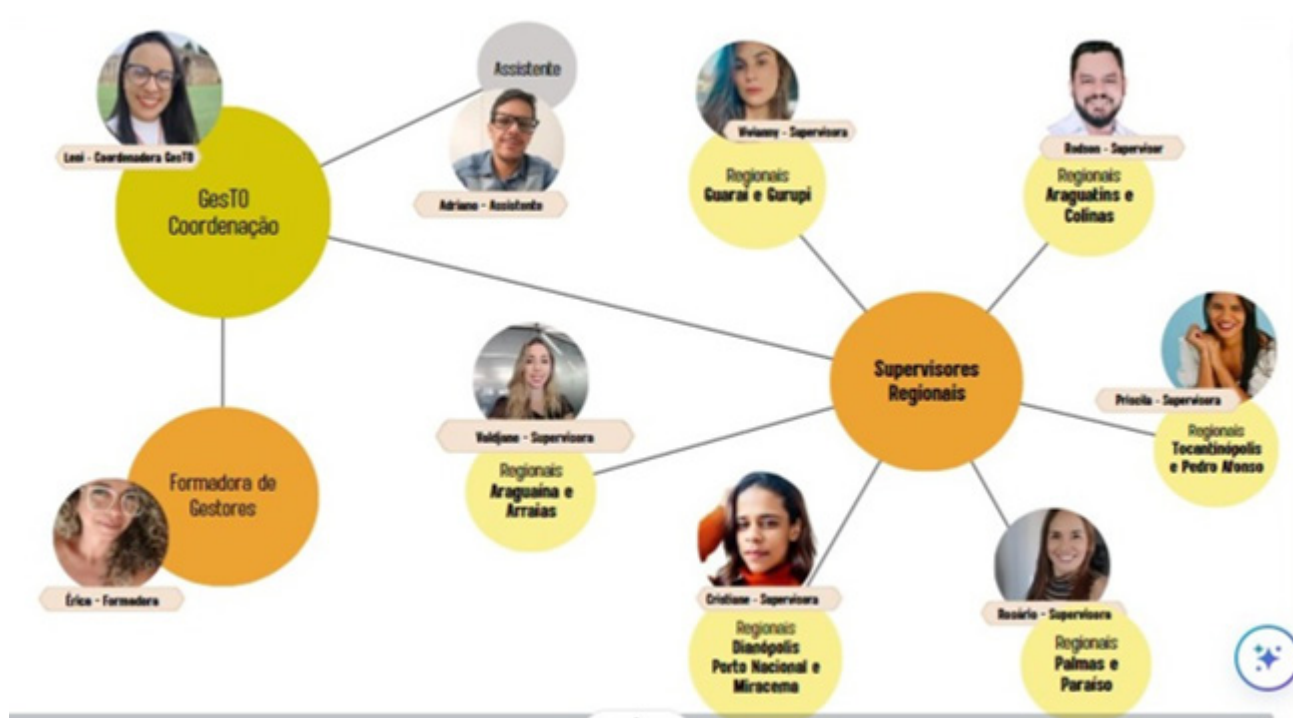 Assistente
Leni - Coordenadora GesTO
GesTO
Coordenação
Adriano - Assistente
Vivianny - Supervisora
Regionais
Guaraí e Gurupi
Robson - Supervisor
Regionais
Araguatins e
Colinas
Supervisores
Regionais
Priscila - Supervisora
Regionais
Tocantinópolis
e Pedro Afonso
Valdjane - Supervisora
Regionais
Araguaína e
Arraias
Formadora de
Gestores
Érica - Formadora
Cristiane - Supervisora
Regionais
Dianópolis
Porto Nacional e
Miracema
Rosário - Supervisora
Regionais
Palmas e
Paraíso